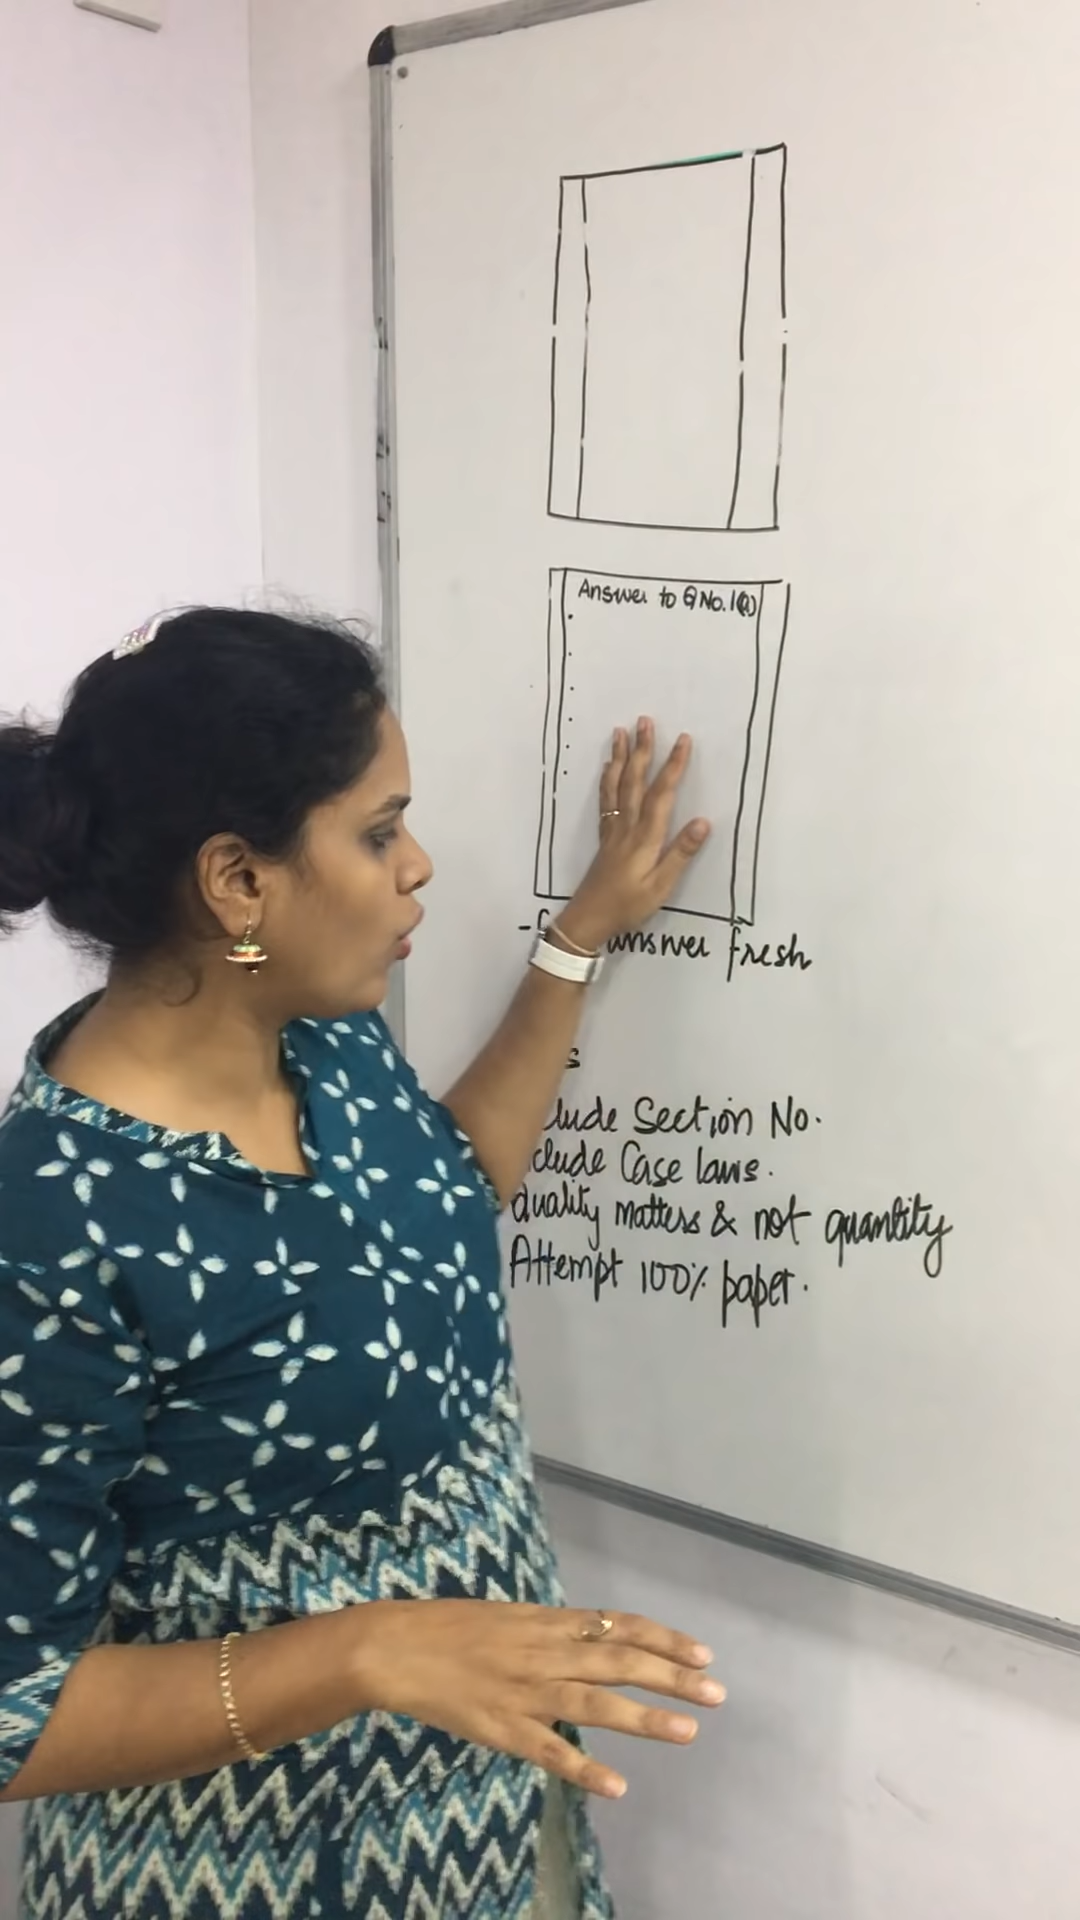 Answer to Q No. 1(a)
answer fresh
Section No.
Case laws.
Quality matters & not quantity
Attempt 100% paper.